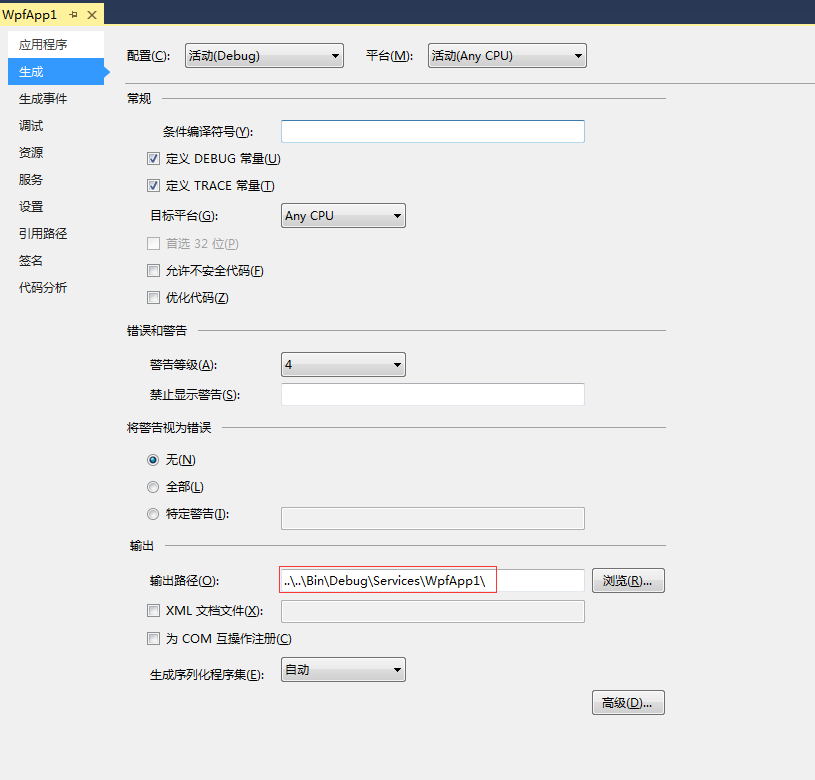 WpfApp1
应用程序
生成
生成事件
调试
资源
服务
设置
引用路径
签名
代码分析
配置(C): 活动(Debug) 平台(M): 活动(Any CPU)
常规
条件编译符号(Y):
定义 DEBUG 常量(U)
定义 TRACE 常量(T)
目标平台(G): Any CPU
首选 32 位(P)
允许不安全代码(F)
优化代码(Z)
错误和警告
警告等级(A): 4
禁止显示警告(S):
将警告视为错误
无(N)
全部(L)
特定警告(I):
输出
输出路径(O): ..\..\Bin\Debug\Services\WpfApp1\ 浏览(R)...
XML 文档文件(X):
为 COM 互操作注册(C)
生成序列化程序集(E): 自动
高级(D)...